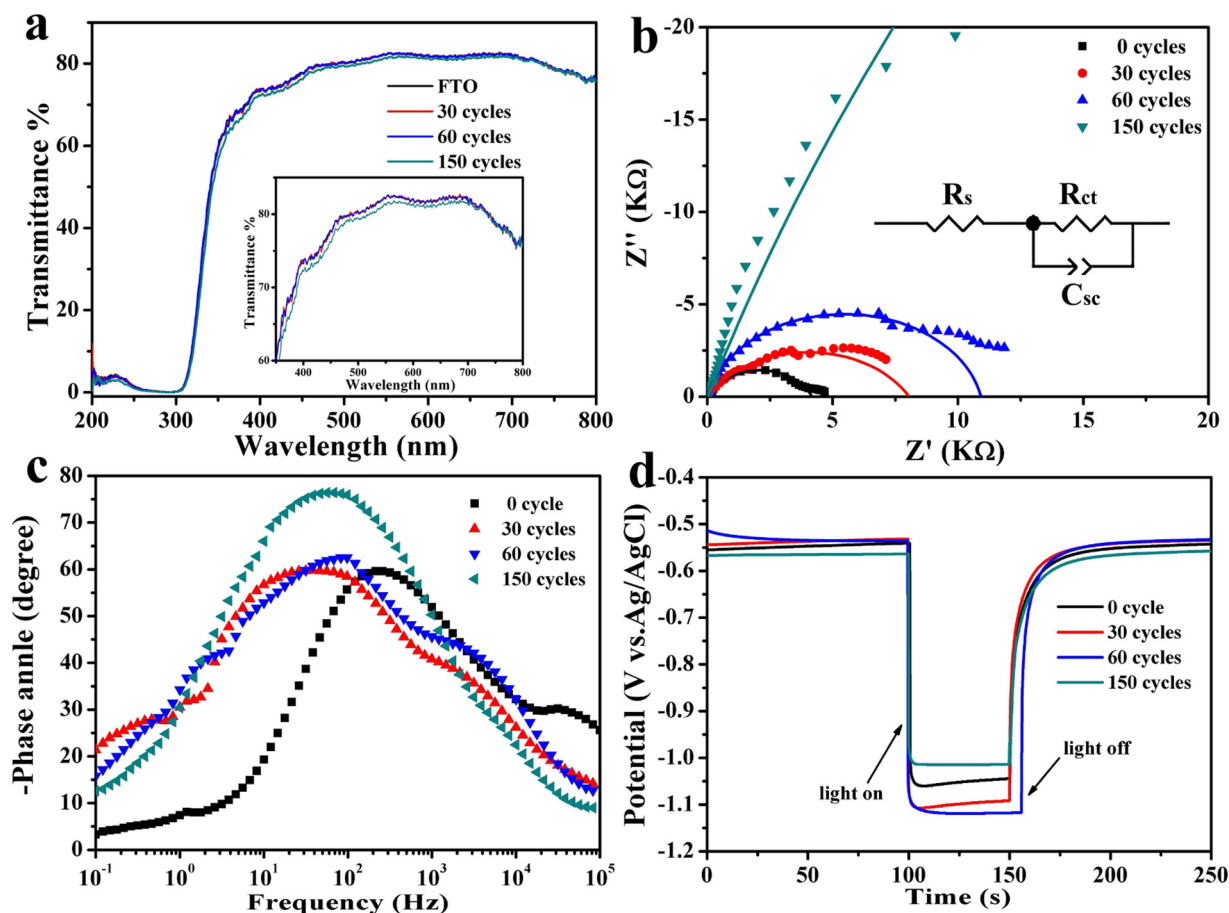 a
Transmittance %
80
60
40
20
0
200 300 400 500 600 700 800
Wavelength (nm)
FTO
30 cycles
60 cycles
150 cycles
Transmittance %
80
70
60
400 500 600 700 800
Wavelength (nm)
b
Z'' (KΩ)
-20
-15
-10
-5
0
0 5 10 15 20
Z' (KΩ)
0 cycles
30 cycles
60 cycles
150 cycles
Rs
Rct
Csc
c
-Phase annle (degree)
80
70
60
50
40
30
20
10
0
10-1 100 101 102 103 104 105
Frequency (Hz)
0 cycle
30 cycles
60 cycles
150 cycles
d
Potential (V vs.Ag/AgCl)
-0.4
-0.5
-0.6
-0.7
-0.8
-0.9
-1.0
-1.1
-1.2
0 50 100 150 200 250
Time (s)
0 cycle
30 cycles
60 cycles
150 cycles
light on
light off